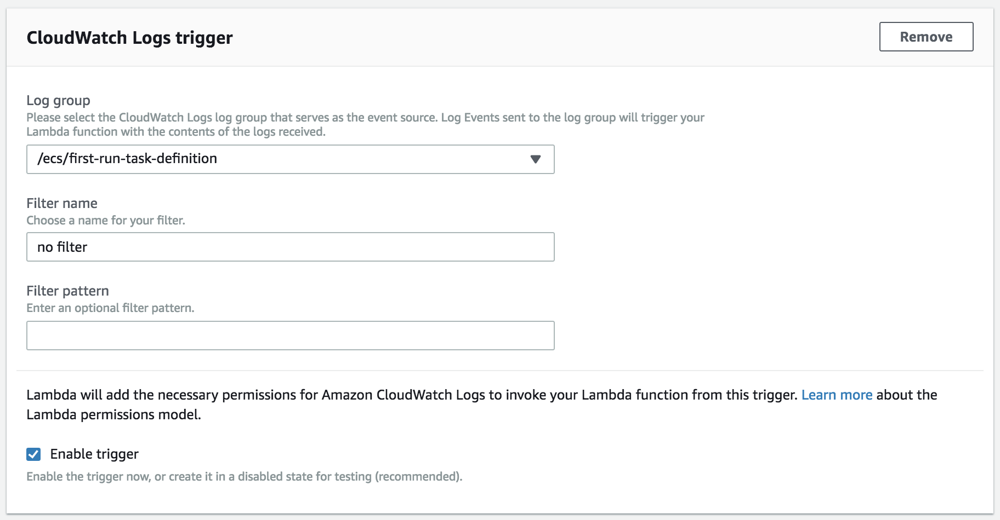 CloudWatch Logs trigger
Remove
Log group
Please select the CloudWatch Logs log group that serves as the event source. Log Events sent to the log group will trigger your
Lambda function with the contents of the logs received.
/ecs/first-run-task-definition
Filter name
Choose a name for your filter.
no filter
Filter pattern
Enter an optional filter pattern.
Lambda will add the necessary permissions for Amazon CloudWatch Logs to invoke your Lambda function from this trigger. Learn more about the
Lambda permissions model.
Enable trigger
Enable the trigger now, or create it in a disabled state for testing (recommended).